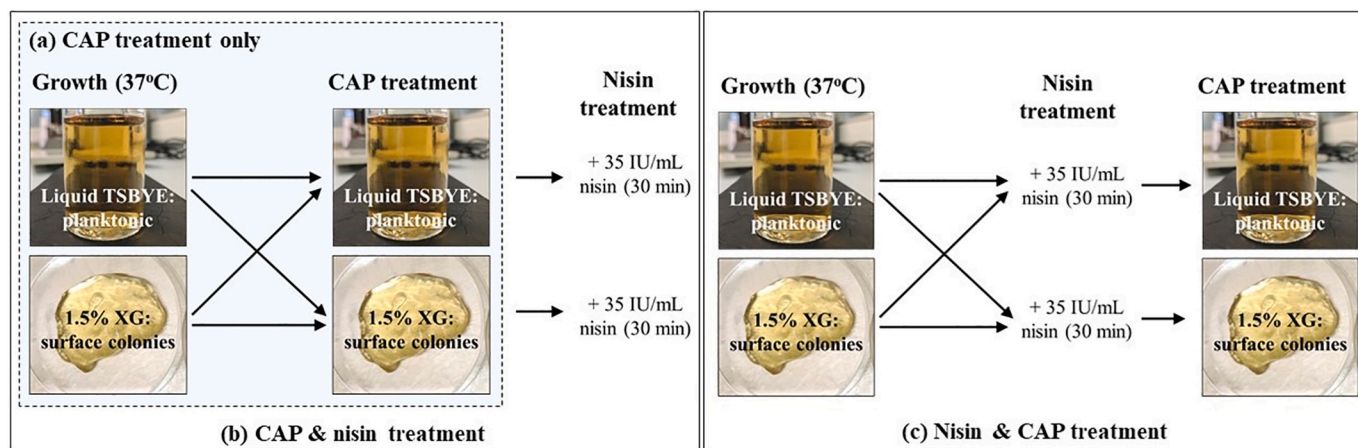 (a) CAP treatment only
Growth (37ᵒC)
CAP treatment
Nisin
treatment
Liquid TSBYE:
planktonic
Liquid TSBYE:
planktonic
+ 35 IU/mL
nisin (30 min)
1.5% XG:
surface colonies
1.5% XG:
surface colonies
+ 35 IU/mL
nisin (30 min)
(b) CAP & nisin treatment
Growth (37ᵒC)
Nisin
treatment
CAP treatment
Liquid TSBYE:
planktonic
+ 35 IU/mL
nisin (30 min)
Liquid TSBYE:
planktonic
1.5% XG:
surface colonies
+ 35 IU/mL
nisin (30 min)
1.5% XG:
surface colonies
(c) Nisin & CAP treatment